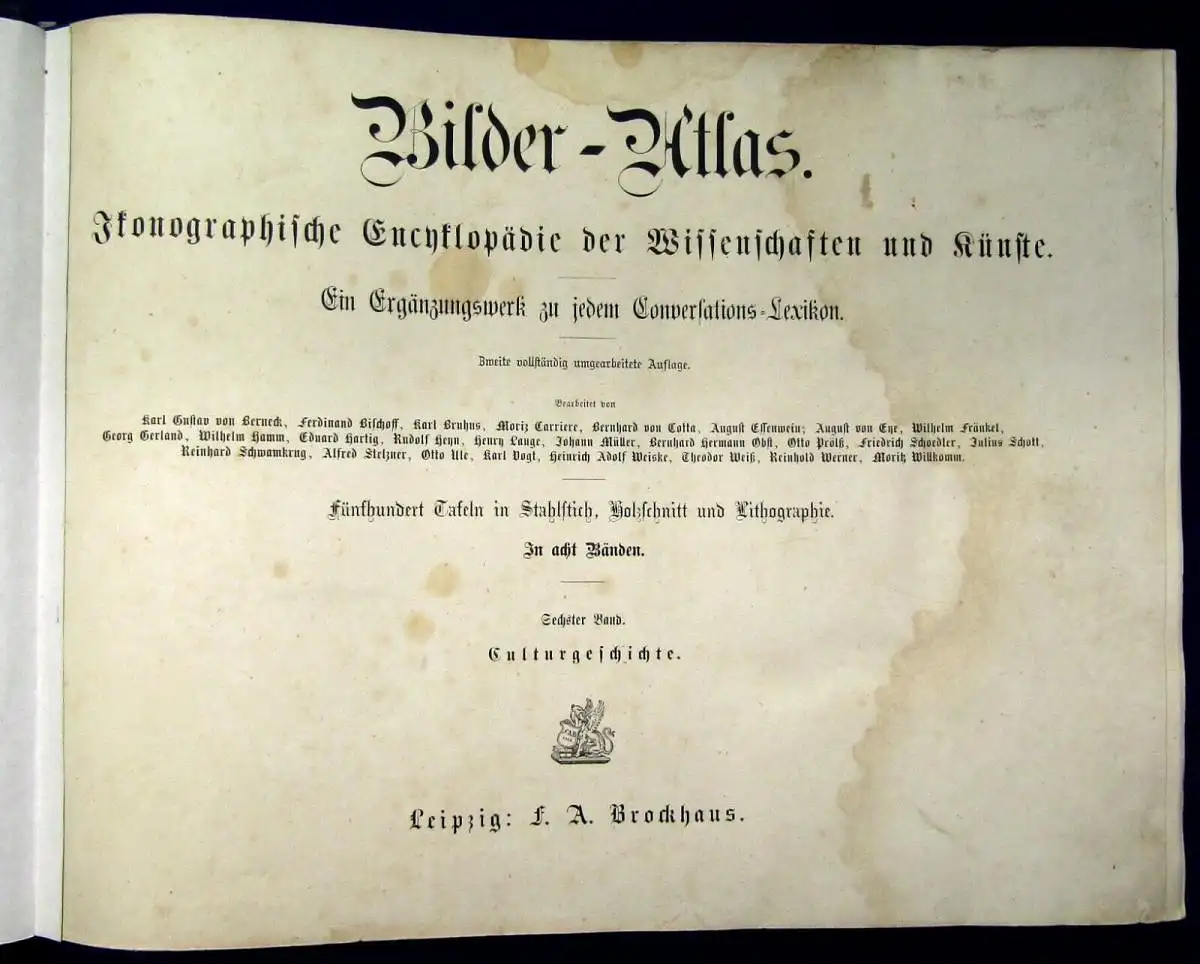 Bilder-Atlas.
Ikonographische Encyklopädie der Wissenschaften und Künste.
Ein Ergänzungswerk zu jedem Conversations-Lexikon.
Zweite vollständig umgearbeitete Auflage.
Bearbeitet von
Karl Gustav von Berneck, Ferdinand Bischoff, Karl Bruhns, Moriz Carriere, Bernhard von Cotta, August Essenwein; August von Eye, Wilhelm Fränkel,
Georg Gerland, Wilhelm Hamm, Eduard Hartig, Rudolf Heyn, Henry Lange, Johann Müller, Bernhard Hermann Obst, Otto Prölß, Friedrich Schoedler, Julius Schott,
Reinhard Schwamkrug, Alfred Stelzner, Otto Ule, Karl Vogt, Heinrich Adolf Weiske, Theodor Weiß, Reinhold Werner, Moritz Willkomm.
Fünfhundert Tafeln in Stahlstich, Holzschnitt und Lithographie.
In acht Bänden.
Sechster Band.
Culturgeschichte.
Leipzig: F. A. Brockhaus.